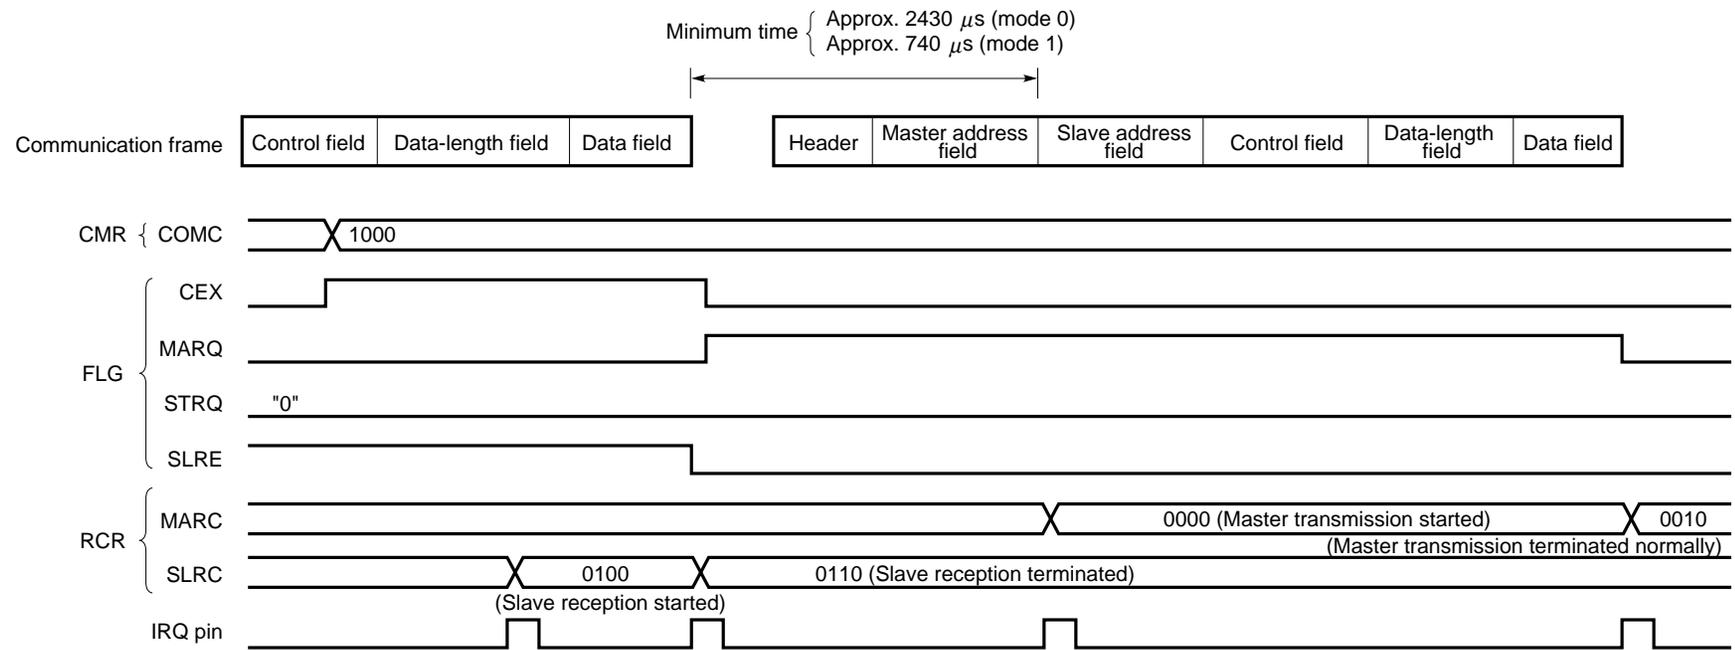 Minimum time
Approx. 2430 μs (mode 0)
Approx. 740 μs (mode 1)
Communication frame
Control field
Data-length field
Data field
Header
Master address
field
Slave address
field
Control field
Data-length
field
Data field
CMR { COMC
1000
FLG
CEX
MARQ
STRQ
"0"
SLRE
RCR
MARC
0000 (Master transmission started)
0010
(Master transmission terminated normally)
SLRC
0100
0110 (Slave reception terminated)
(Slave reception started)
IRQ pin